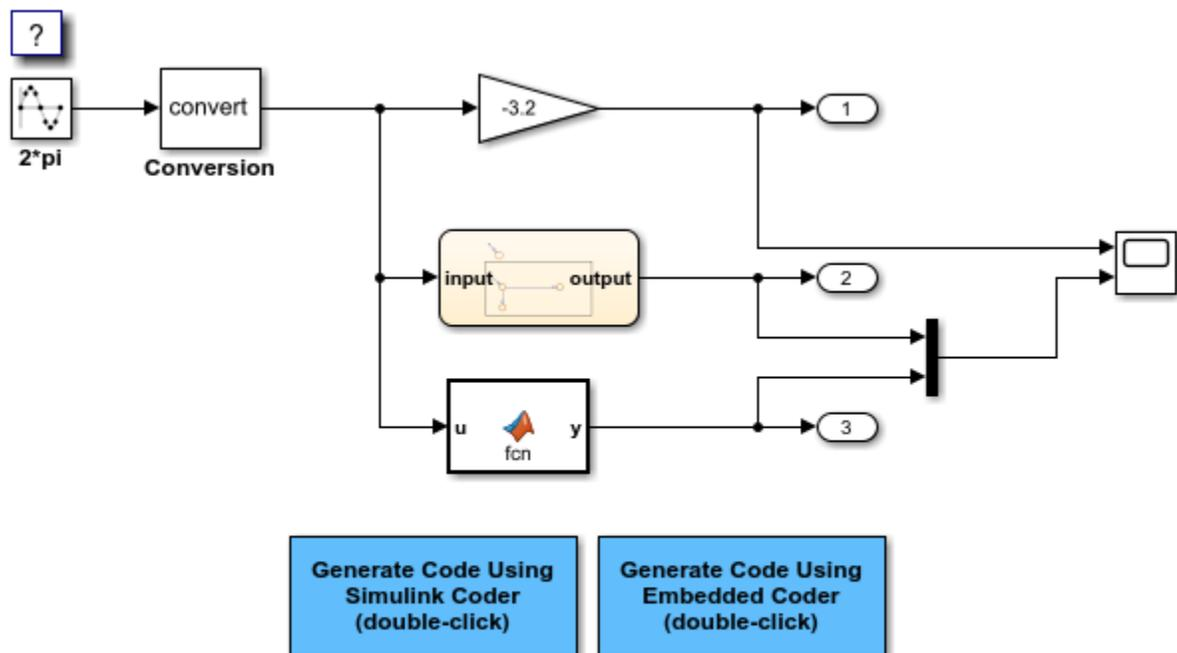 ?
convert
-3.2
1
2*pi
Conversion
input
output
2
u
fcn
y
3
Generate Code Using
Simulink Coder
(double-click)
Generate Code Using
Embedded Coder
(double-click)